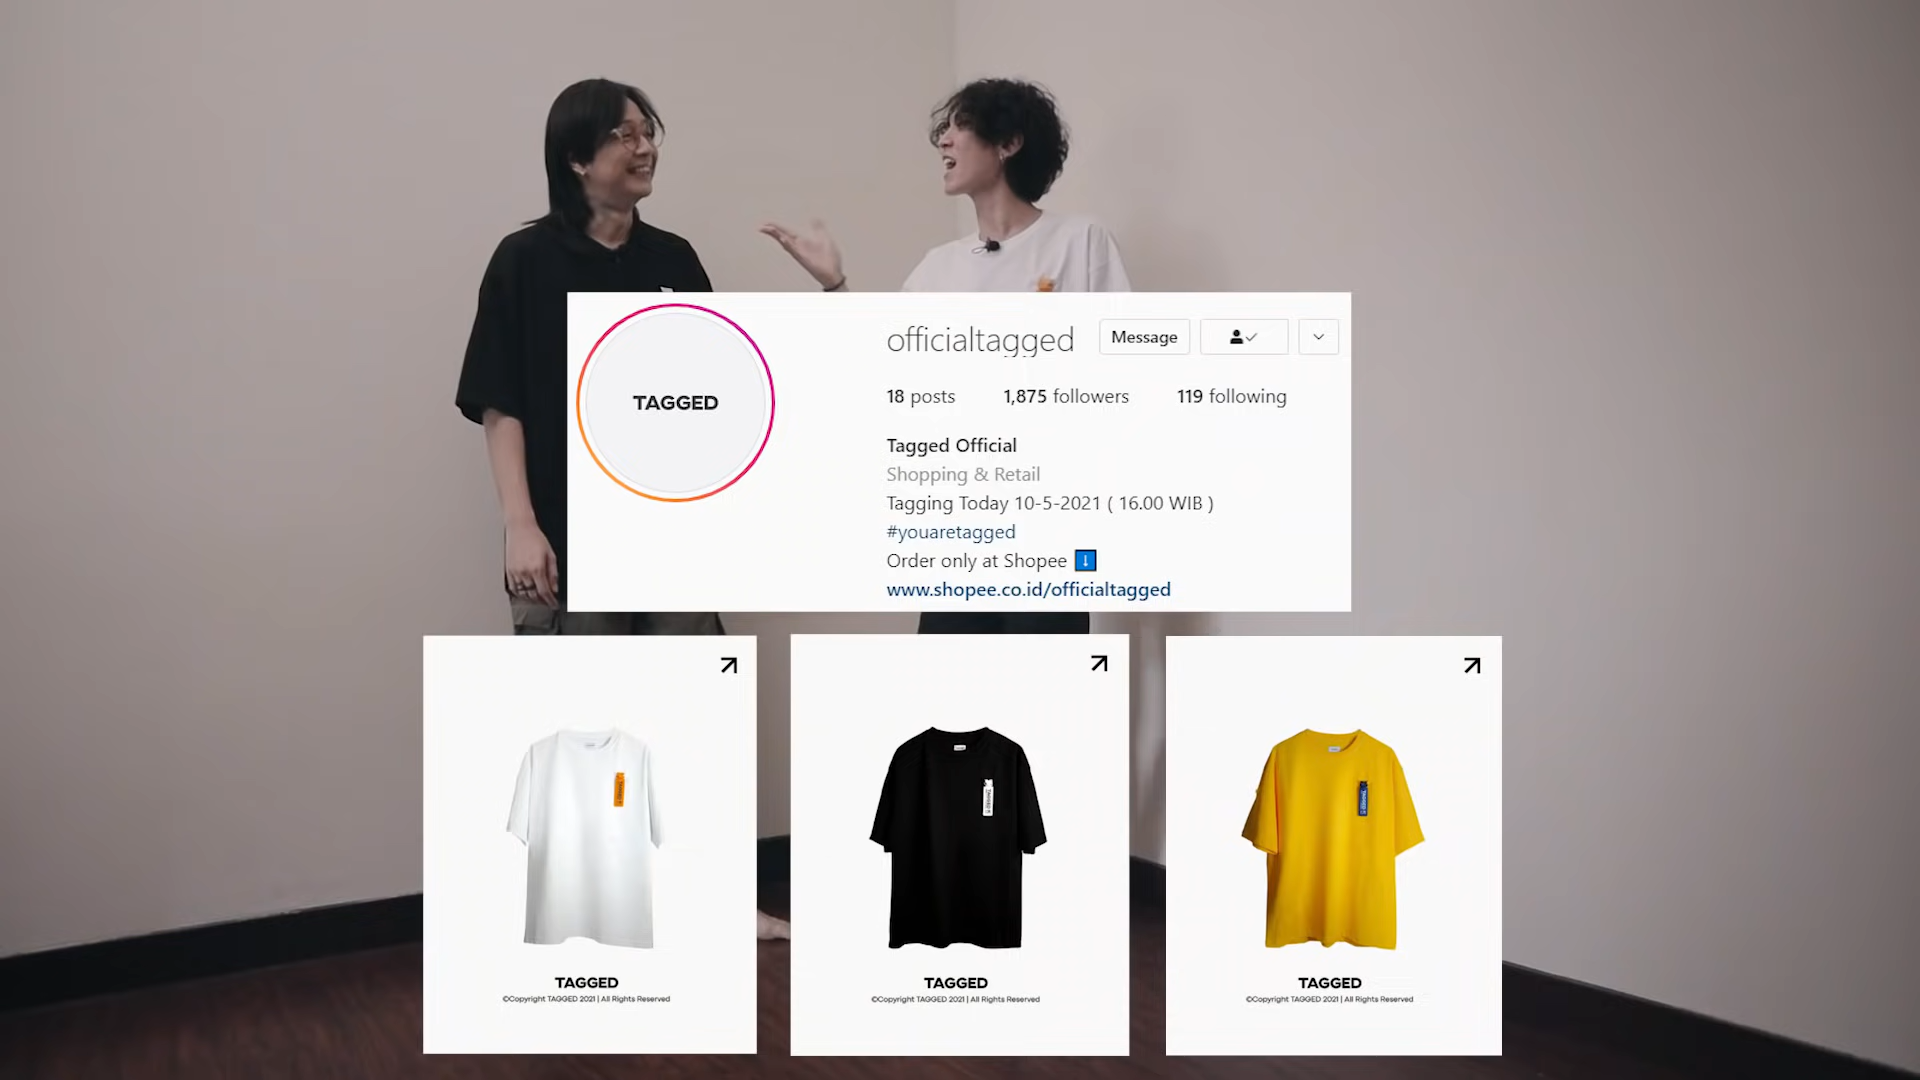 officialtagged Message
TAGGED
18 posts 1,875 followers 119 following
Tagged Official
Shopping & Retail
Tagging Today 10-5-2021 ( 16.00 WIB )
#youaretagged
Order only at Shopee
www.shopee.co.id/officialtagged
TAGGED
©Copyright TAGGED 2021 | All Rights Reserved
TAGGED
©Copyright TAGGED 2021 | All Rights Reserved
TAGGED
©Copyright TAGGED 2021 | All Rights Reserved